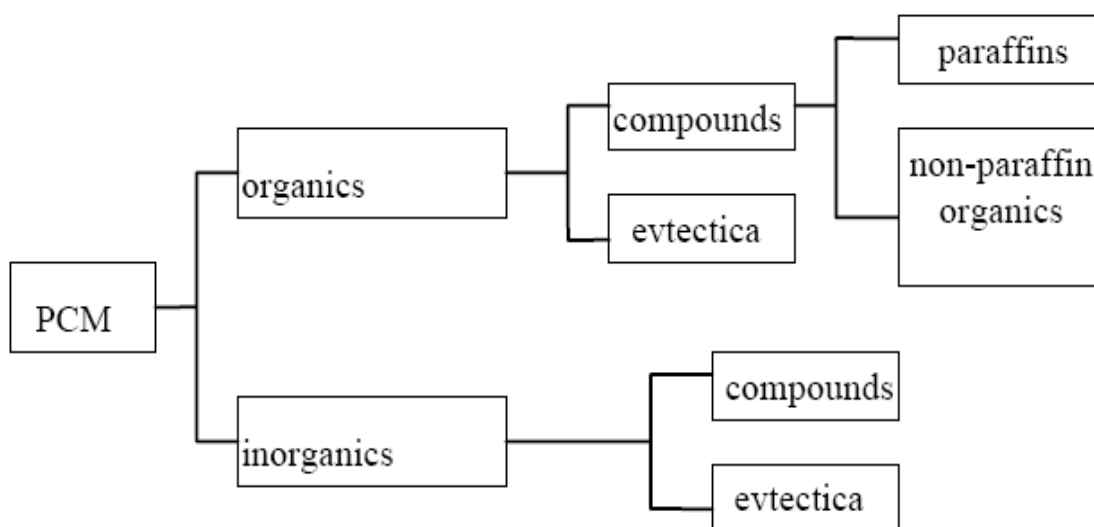 paraffins
compounds
non-paraffin
organics
organics
evtectica
PCM
compounds
inorganics
evtectica